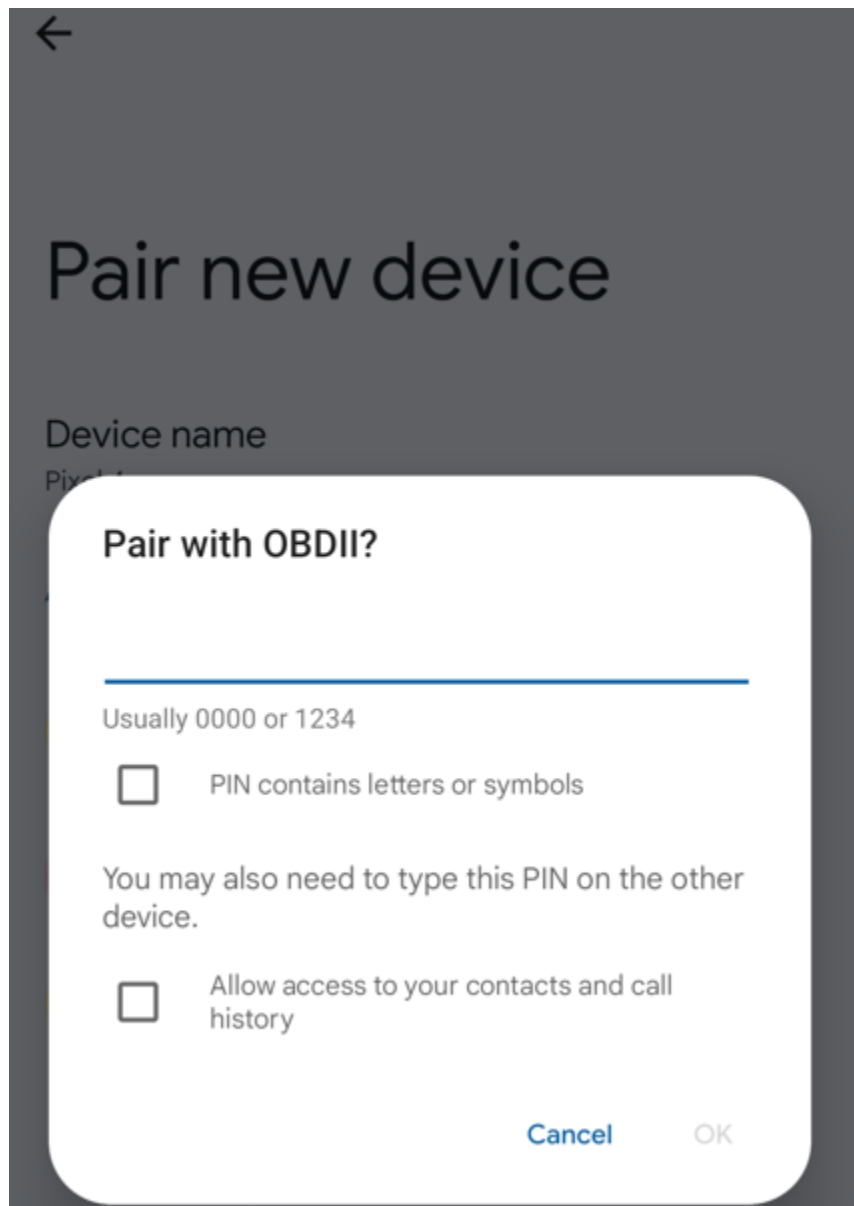 Pair new device
Device name
Pair with OBDII?
Usually 0000 or 1234
PIN contains letters or symbols
You may also need to type this PIN on the other
device.
Allow access to your contacts and call
history
Cancel
OK